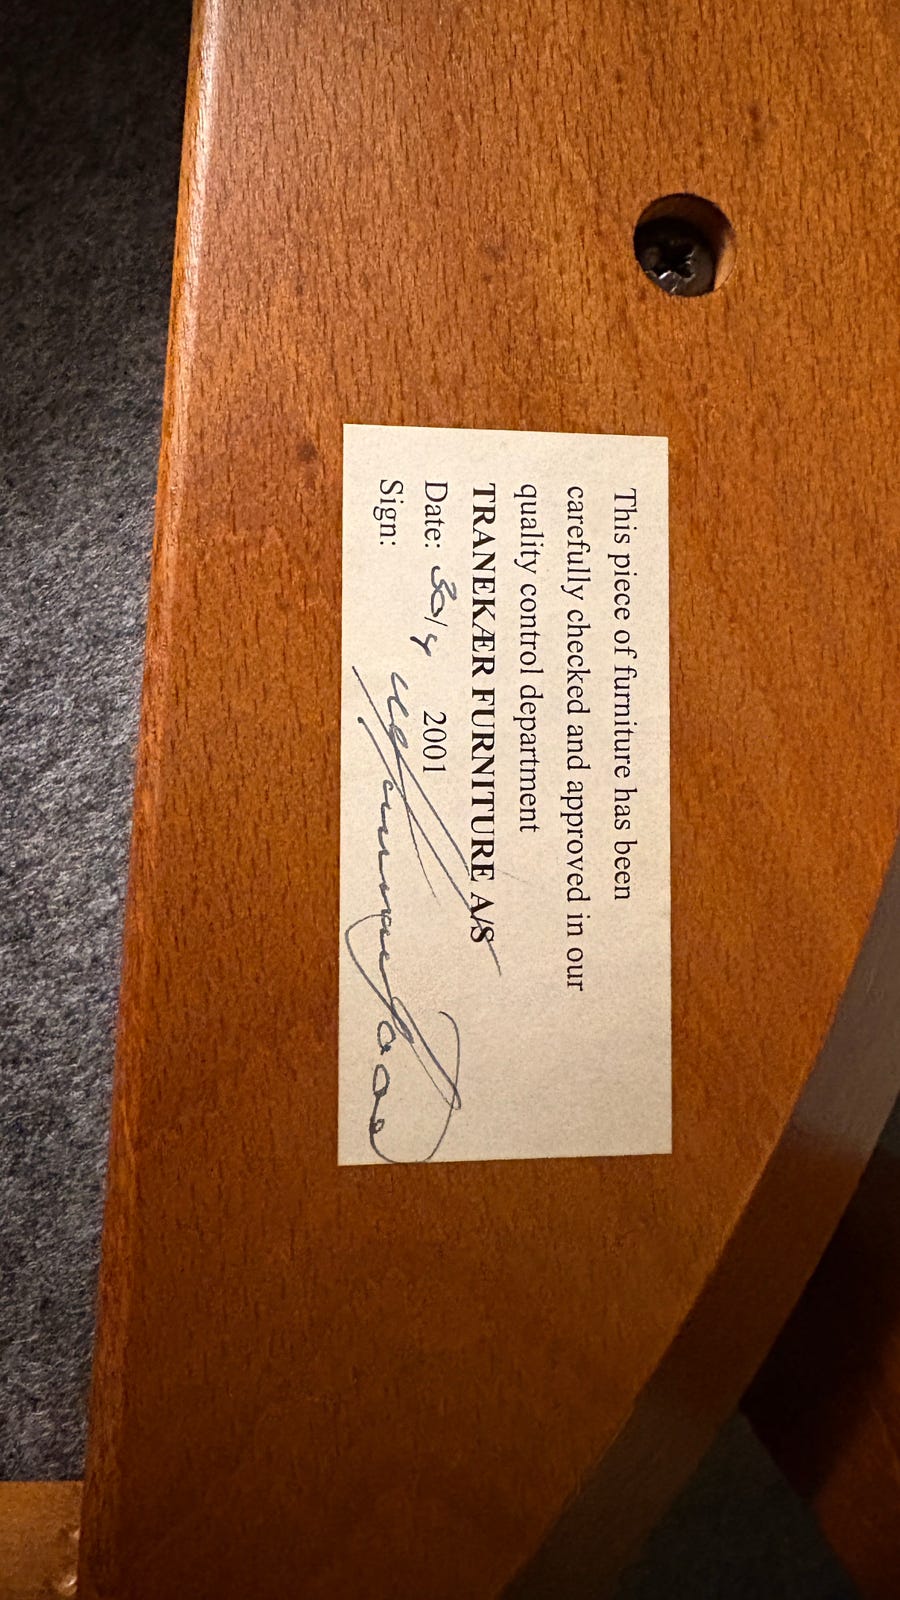 This piece of furniture has been
carefully checked and approved in our
quality control department
TRANEKÆR FURNITURE A/S
Date: 30/4 2001
Sign: